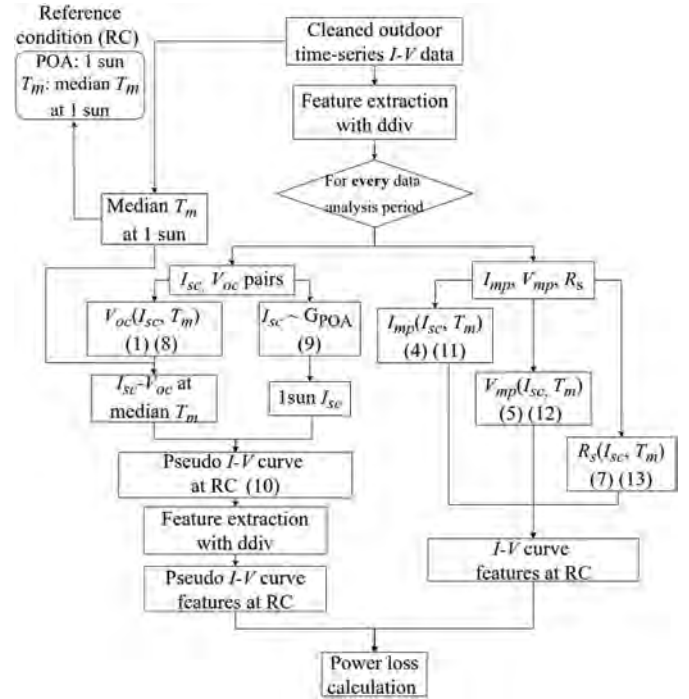 Reference
condition (RC)
POA: 1 sun
Tm: median Tm
at 1 sun
Cleaned outdoor
time-series I-V data
Feature extraction
with ddiv
For every data
analysis period
Median Tm
at 1 sun
Isc, Voc pairs
Imp, Vmp, Rs
Voc(Isc, Tm)
(1) (8)
Isc ~ GPOA
(9)
Imp(Isc, Tm)
(4) (11)
Isc-Voc at
median Tm
1sun Isc
Vmp(Isc, Tm)
(5) (12)
Rs(Isc, Tm)
(7) (13)
Pseudo I-V curve
at RC (10)
Feature extraction
with ddiv
Pseudo I-V curve
features at RC
I-V curve
features at RC
Power loss
calculation